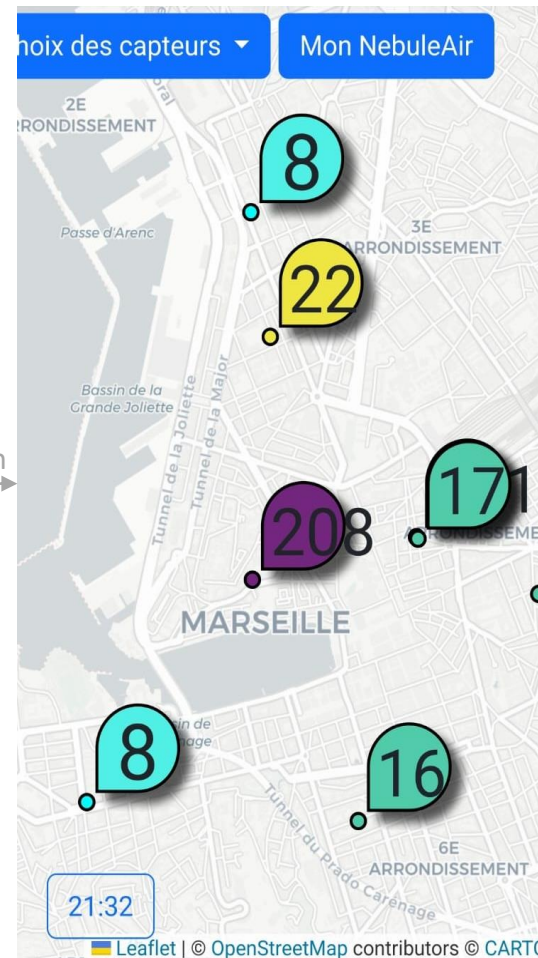 hoix des capteurs
Mon NebuleAir
2E
RONDISSEMENT
8
Passe d'Arenc
3E
ARRONDISSEMENT
22
Bassin de la
Grande Joliette
Tunnel de la Joliette
Tunnel de la Major
n
171
208
MARSEILLE
8
nage
16
Tunnel du Prado Carénage
6E
ARRONDISSEMENT
21:32
Leaflet | © OpenStreetMap contributors © CARTO